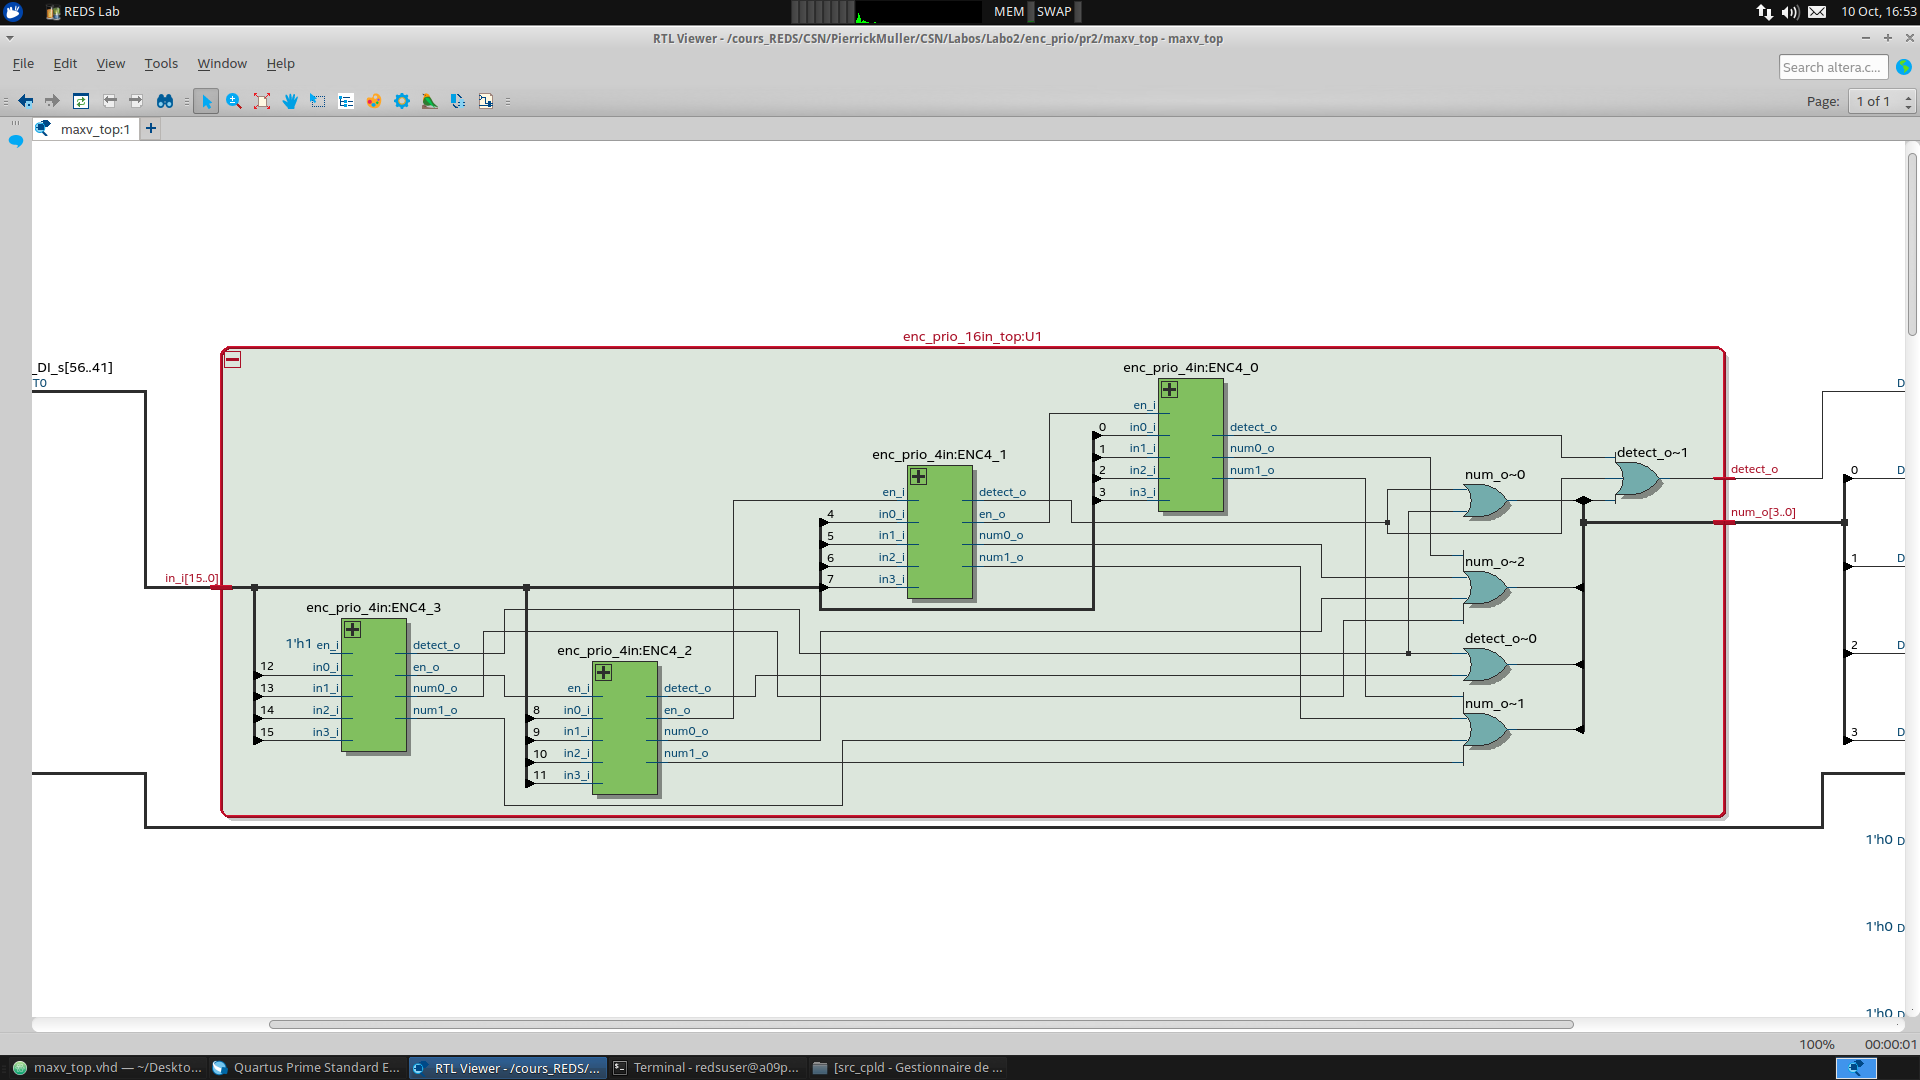 REDS Lab
MEM SWAP
10 Oct, 16:53
RTL Viewer - /cours_REDS/CSN/PierrickMuller/CSN/Labos/Labo2/enc_prio/pr2/maxv_top - maxv_top
File Edit View Tools Window Help
Search altera.c...
Page: 1 of 1
maxv_top:1
enc_prio_16in_top:U1
_DI_s[56..41]
T0
in_i[15..0]
enc_prio_4in:ENC4_0
en_i
0 in0_i detect_o
1 in1_i num0_o
2 in2_i num1_o
3 in3_i
enc_prio_4in:ENC4_1
en_i detect_o
4 in0_i en_o
5 in1_i num0_o
6 in2_i num1_o
7 in3_i
enc_prio_4in:ENC4_3
1'h1 en_i detect_o
12 in0_i en_o
13 in1_i num0_o
14 in2_i num1_o
15 in3_i
enc_prio_4in:ENC4_2
en_i detect_o
8 in0_i en_o
9 in1_i num0_o
10 in2_i num1_o
11 in3_i
num_o~0
num_o~2
detect_o~0
num_o~1
detect_o~1
detect_o
num_o[3..0]
D
0 D
1 D
2 D
3 D
1'h0 D
1'h0 D
1'h0 D
100% 00:00:01
maxv_top.vhd — ~/Deskto...
Quartus Prime Standard E...
RTL Viewer - /cours_REDS/...
Terminal - redsuser@a09p...
[src_cpld - Gestionnaire de ...